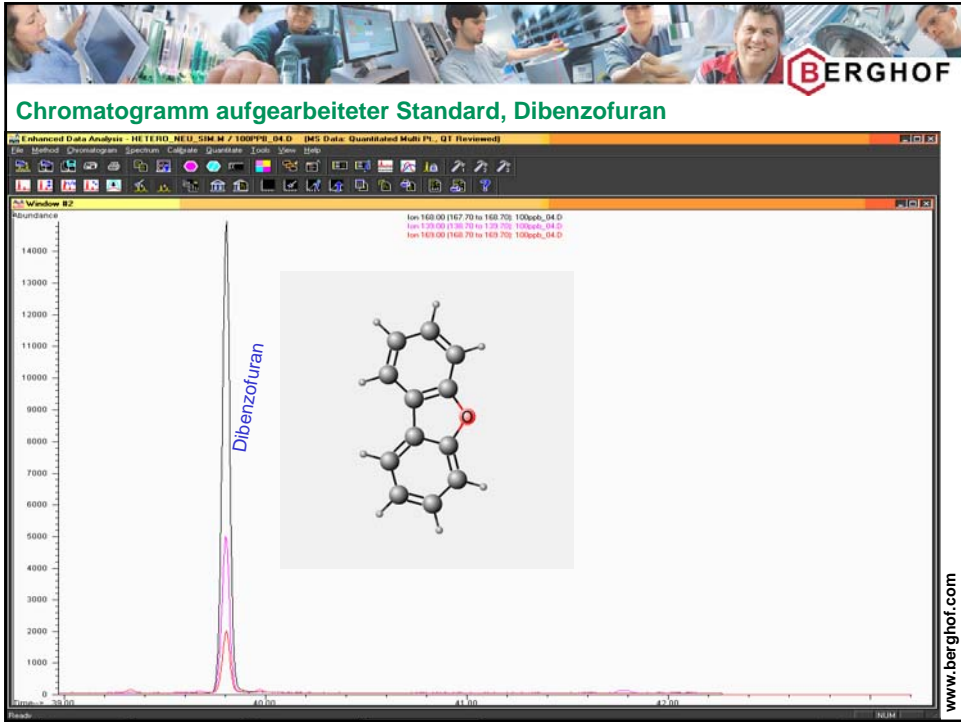 BERGHOF
Chromatogramm aufgearbeiteter Standard, Dibenzofuran
Enhanced Data Analysis - HETERO_NEU_SIM.M / 100PPB_04.D (MS Data: Quantitated Multi Pt., QT Reviewed)
File Method Chromatogram Spectrum Calibrate Quantitate Tools View Help
Window #2
Abundance
Ion 168.00 (167.70 to 168.70): 100ppb_04.D
Ion 139.00 (138.70 to 139.70): 100ppb_04.D
Ion 169.00 (168.70 to 169.70): 100ppb_04.D
14000
13000
12000
11000
10000
9000
8000
7000
6000
5000
4000
3000
2000
1000
0
Dibenzofuran
O
Time--> 39.00 40.00 41.00 42.00
Ready NUM
www.berghof.com